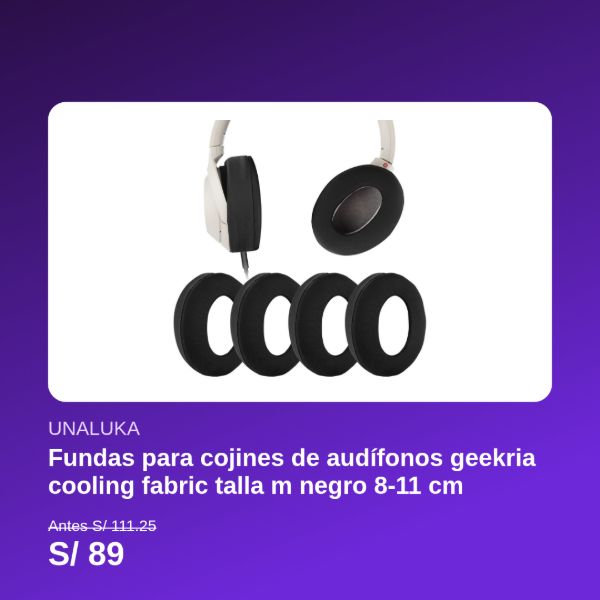 UNALUKA
Fundas para cojines de audífonos geekria
cooling fabric talla m negro 8-11 cm
Antes S/ 111.25
S/ 89